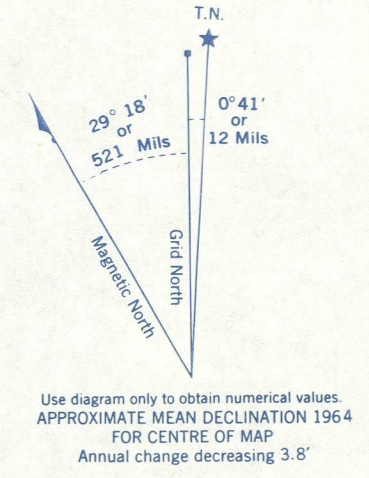 T.N.
29° 18'
or
521 Mils
0°41'
or
12 Mils
Magnetic North
Grid North
Use diagram only to obtain numerical values.
APPROXIMATE MEAN DECLINATION 1964
FOR CENTRE OF MAP
Annual change decreasing 3.8'